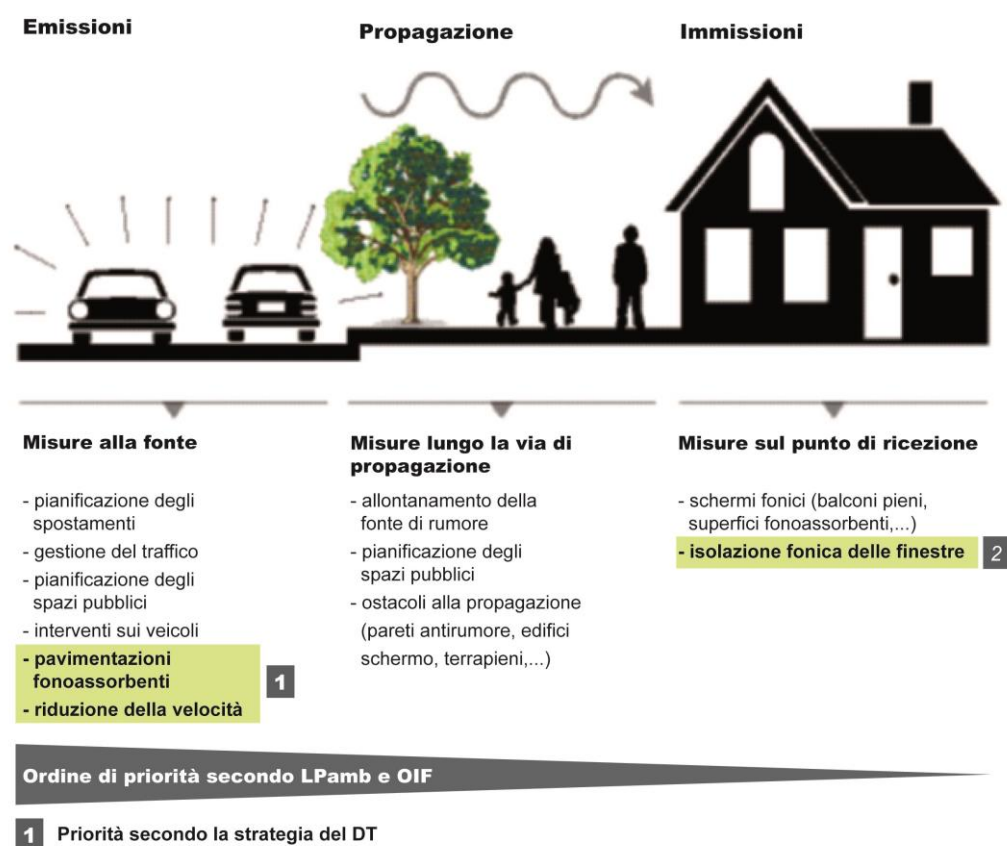 Emissioni
Propagazione
Immissioni
Misure alla fonte
- pianificazione degli
spostamenti
- gestione del traffico
- pianificazione degli
spazi pubblici
- interventi sui veicoli
- pavimentazioni
fonoassorbenti
- riduzione della velocità
1
Misure lungo la via di
propagazione
- allontanamento della
fonte di rumore
- pianificazione degli
spazi pubblici
- ostacoli alla propagazione
(pareti antirumore, edifici
schermo, terrapieni,...)
Misure sul punto di ricezione
- schermi fonici (balconi pieni,
superfici fonoassorbenti,...)
- isolazione fonica delle finestre
2
Ordine di priorità secondo LPamb e OIF
1 Priorità secondo la strategia del DT